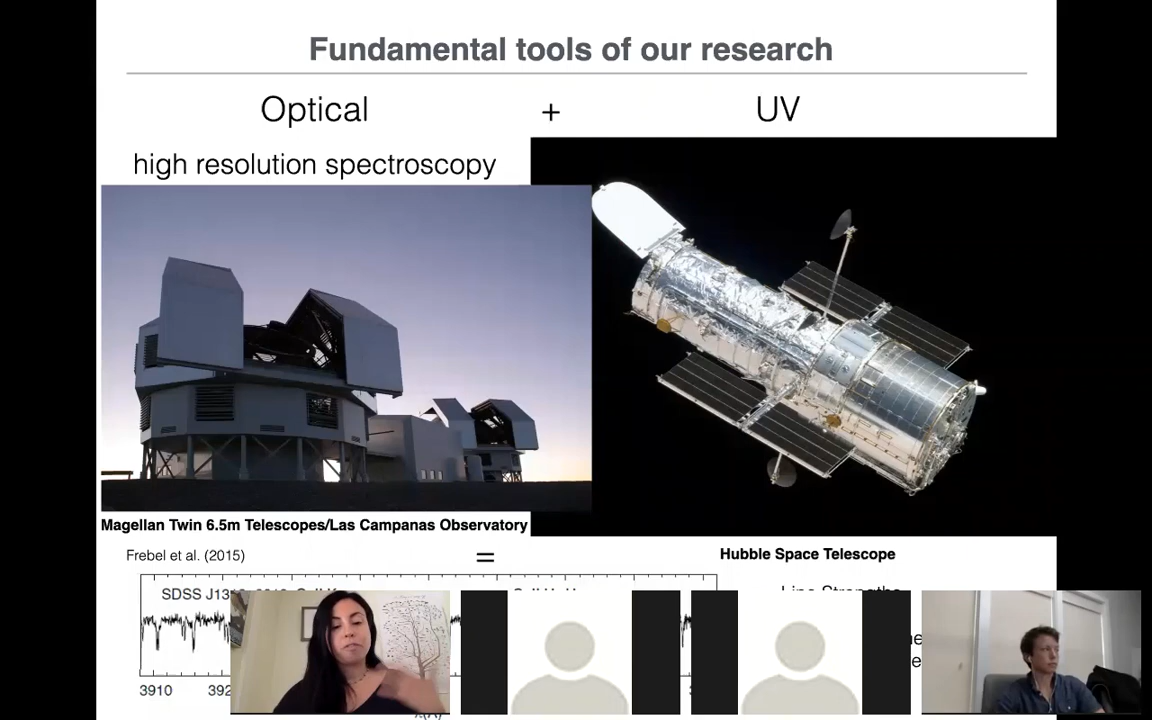 Fundamental tools of our research
Optical + UV
high resolution spectroscopy
Magellan Twin 6.5m Telescopes/Las Campanas Observatory
Frebel et al. (2015)
=
Hubble Space Telescope
SDSS
3910